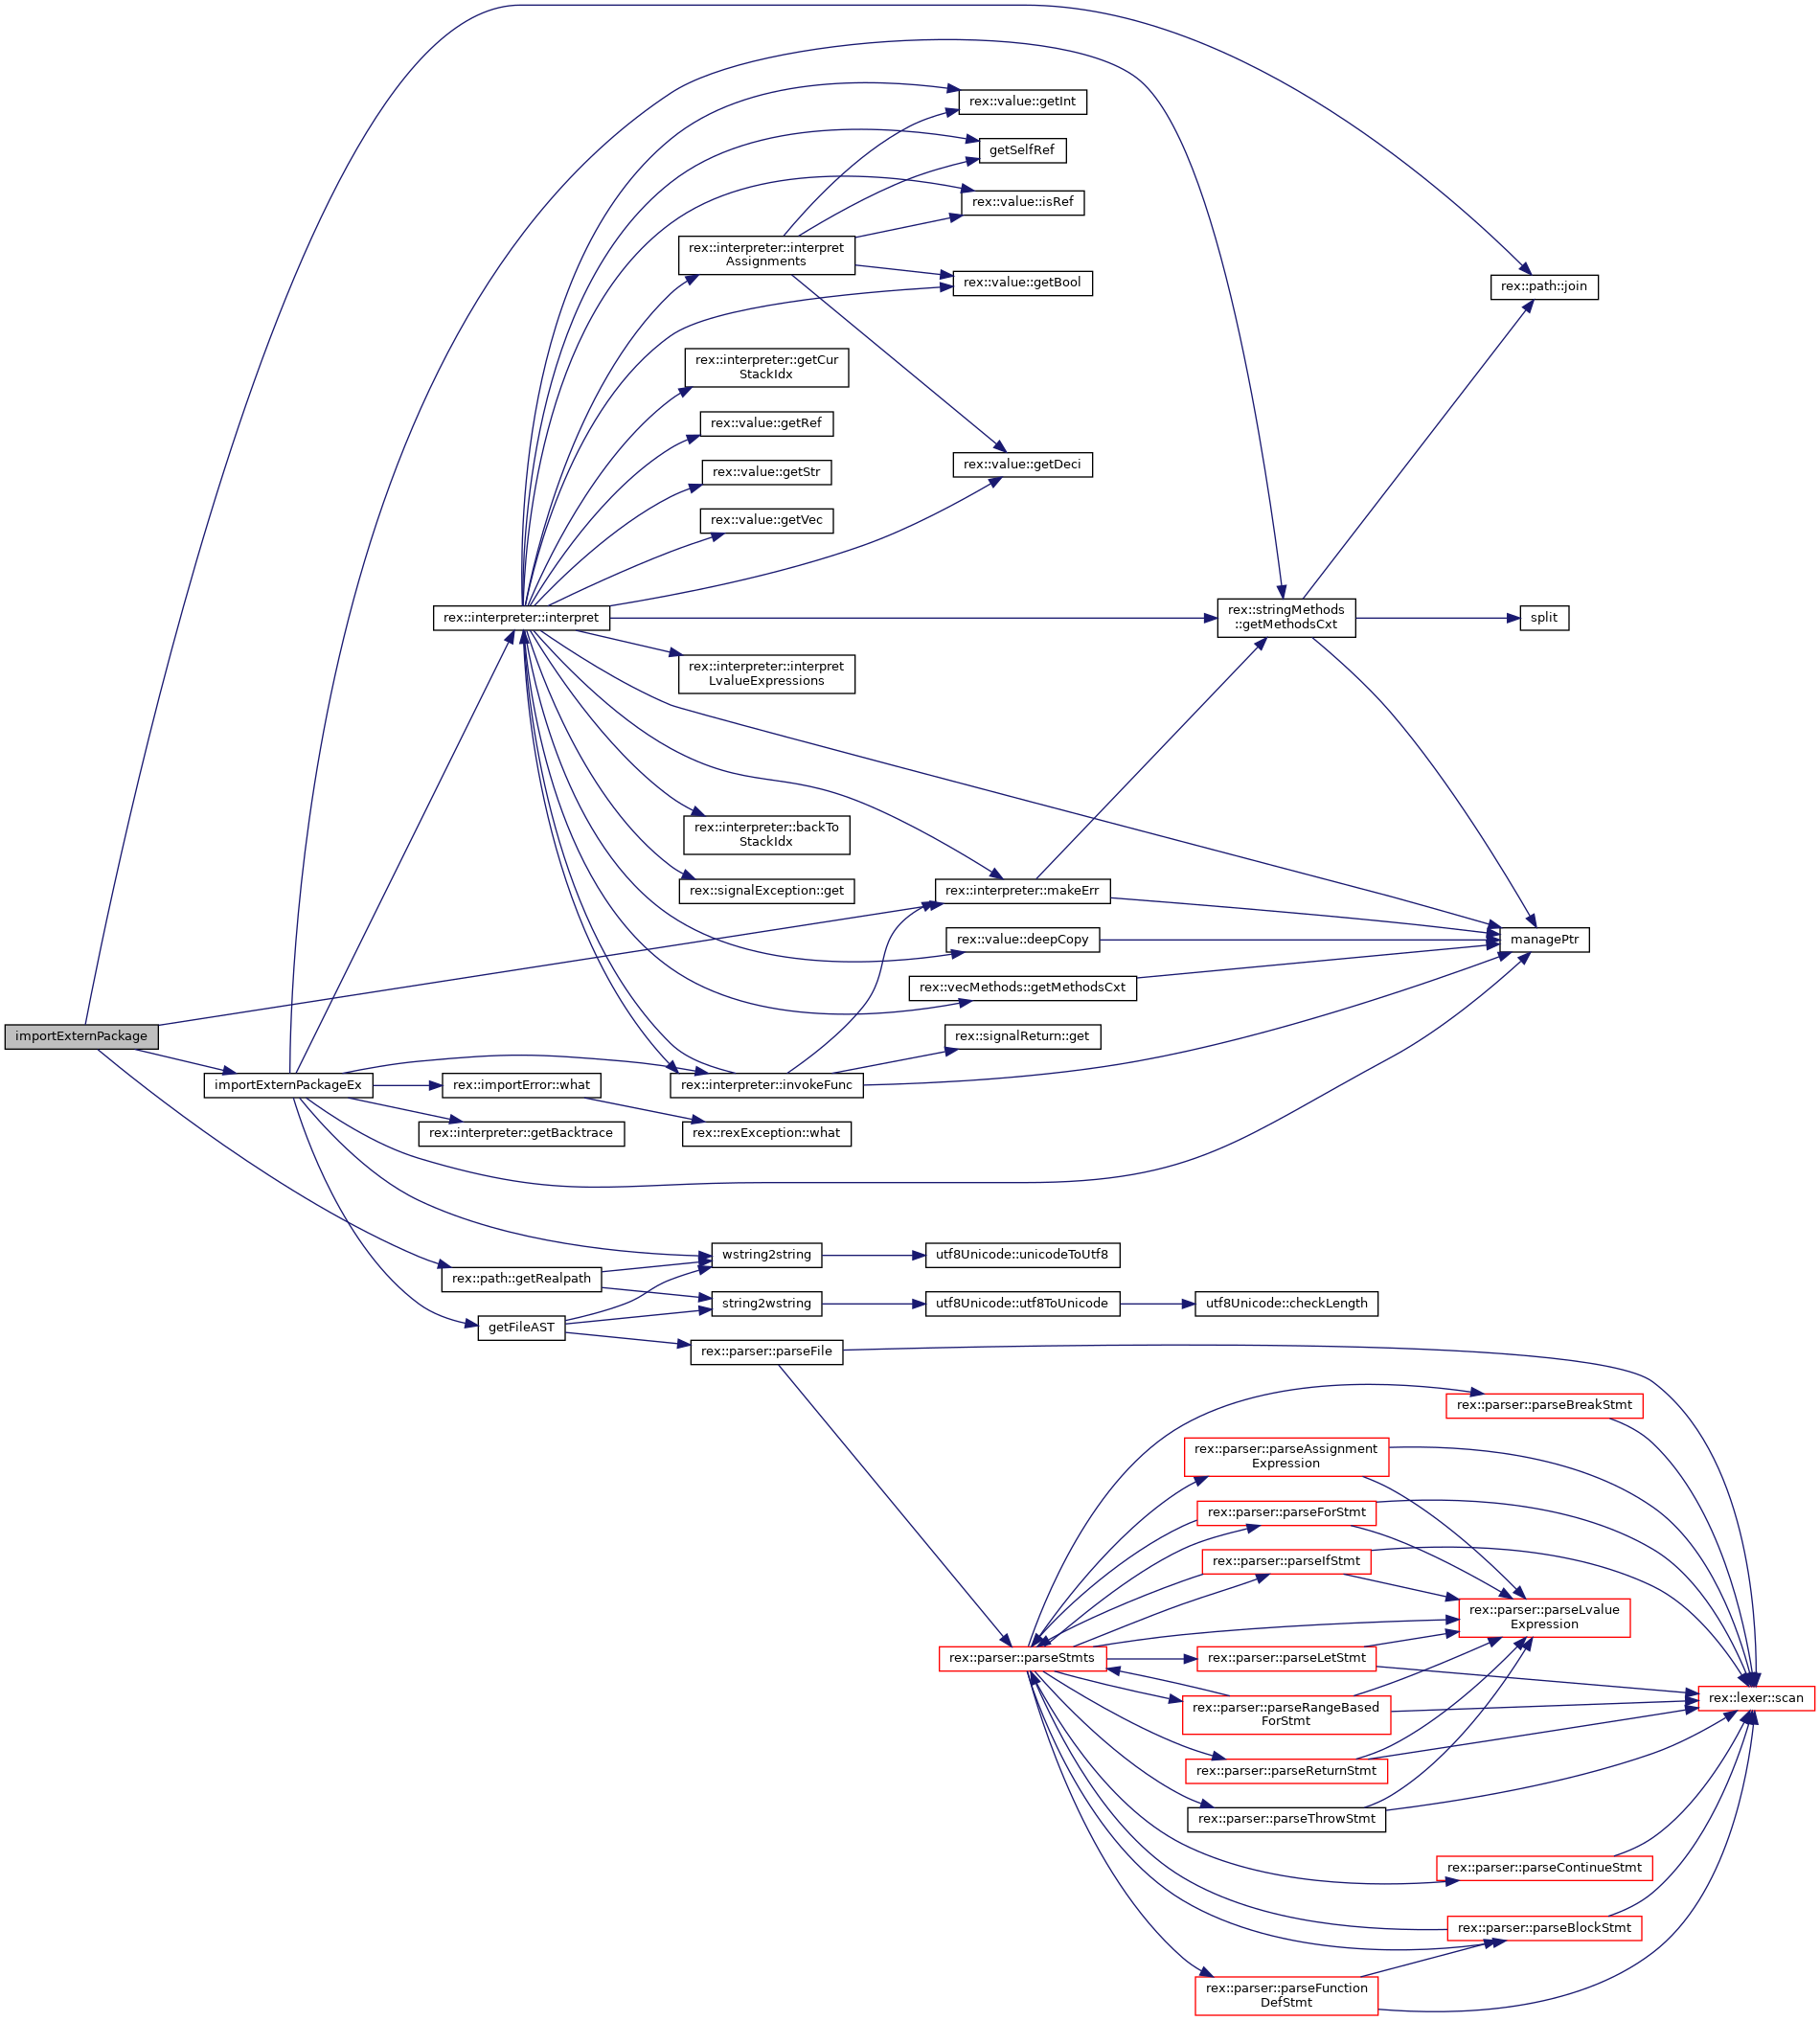 rex::value::getInt
getSelfRef
rex::value::isRef
rex::interpreter::interpret
Assignments
rex::value::getBool
rex::path::join
rex::interpreter::getCur
StackIdx
rex::value::getRef
rex::value::getStr
rex::value::getDeci
rex::value::getVec
rex::interpreter::interpret
rex::stringMethods
::getMethodsCxt
split
rex::interpreter::interpret
LvalueExpressions
rex::interpreter::backTo
StackIdx
rex::signalException::get
rex::interpreter::makeErr
rex::value::deepCopy
managePtr
rex::vecMethods::getMethodsCxt
importExternPackage
rex::signalReturn::get
importExternPackageEx
rex::importError::what
rex::interpreter::invokeFunc
rex::interpreter::getBacktrace
rex::rexException::what
wstring2string
utf8Unicode::unicodeToUtf8
rex::path::getRealpath
string2wstring
utf8Unicode::utf8ToUnicode
utf8Unicode::checkLength
getFileAST
rex::parser::parseFile
rex::parser::parseBreakStmt
rex::parser::parseAssignment
Expression
rex::parser::parseForStmt
rex::parser::parseIfStmt
rex::parser::parseLvalue
Expression
rex::parser::parseStmts
rex::parser::parseLetStmt
rex::lexer::scan
rex::parser::parseRangeBased
ForStmt
rex::parser::parseReturnStmt
rex::parser::parseThrowStmt
rex::parser::parseContinueStmt
rex::parser::parseBlockStmt
rex::parser::parseFunction
DefStmt